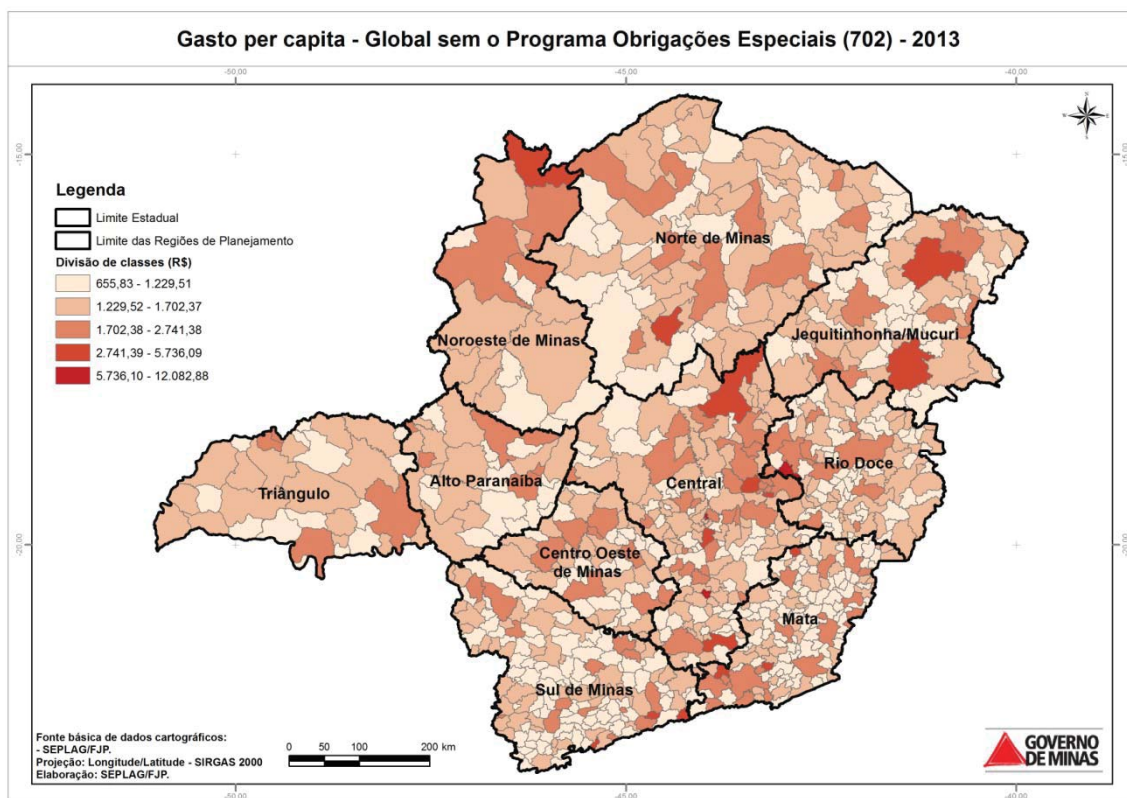 Gasto per capita - Global sem o Programa Obrigações Especiais (702) - 2013
-50,00
-45,00
-40,00
-15,00
-15,00
Legenda
Limite Estadual
Limite das Regiões de Planejamento
Divisão de classes (R$)
655,83 - 1.229,51
1.229,52 - 1.702,37
1.702,38 - 2.741,38
2.741,39 - 5.736,09
5.736,10 - 12.082,88
Norte de Minas
Noroeste de Minas
Jequitinhonha/Mucuri
Triângulo
Alto Paranaíba
Central
Rio Doce
Centro Oeste
de Minas
Mata
Sul de Minas
-20,00
-20,00
Fonte básica de dados cartográficos:
- SEPLAG/FJP.
Projeção: Longitude/Latitude - SIRGAS 2000
Elaboração: SEPLAG/FJP.
0 50 100 200 km
GOVERNO
DE MINAS
-50,00
-45,00
-40,00